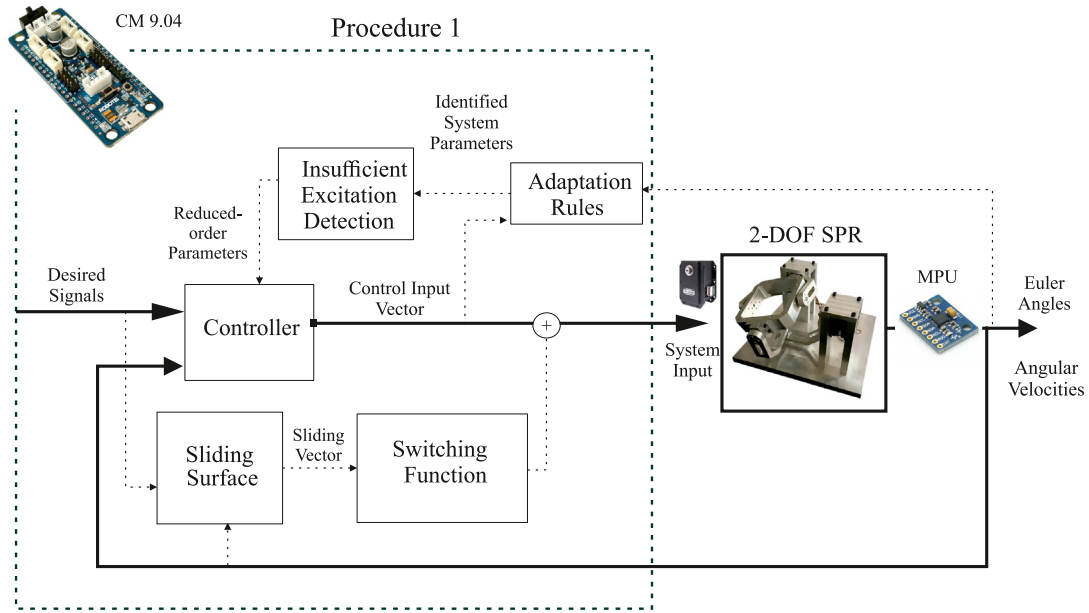 CM 9.04
Procedure 1
ROBOTIS
Identified
System
Parameters
Insufficient
Excitation
Detection
Adaptation
Rules
Reduced-
order
Parameters
2-DOF SPR
Desired
Signals
Control Input
Vector
MPU
Euler
Angles
Controller
+
System
Input
Angular
Velocities
Sliding
Surface
Sliding
Vector
Switching
Function